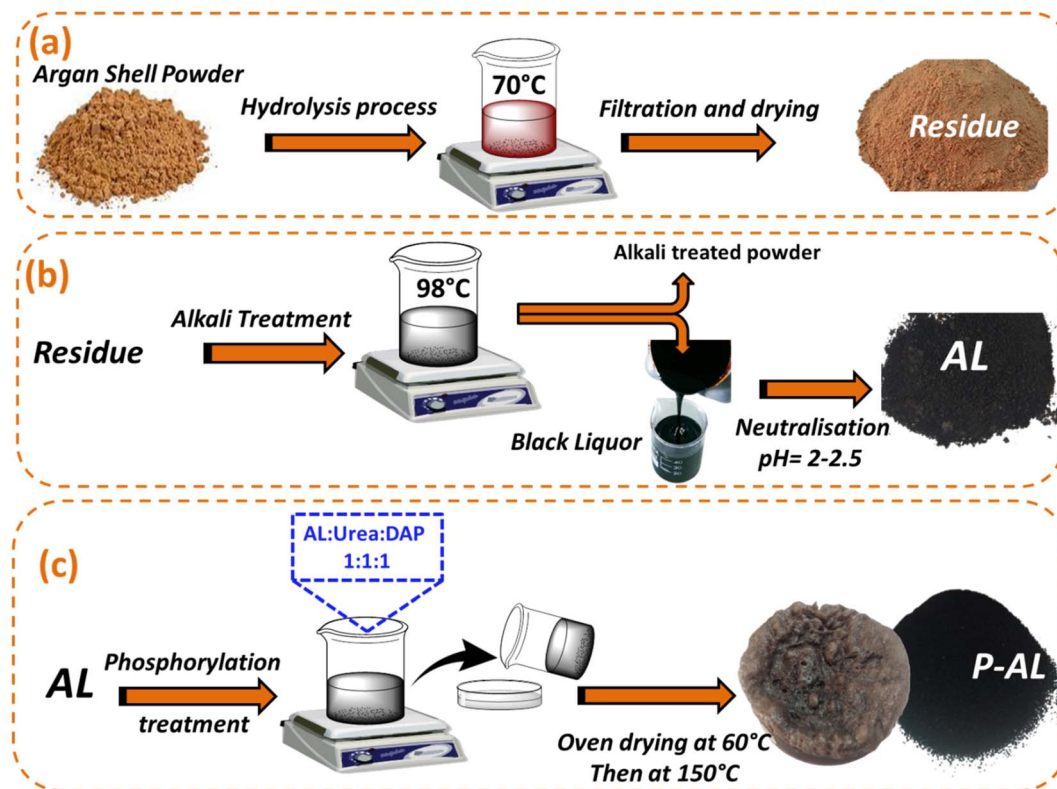 (a)
Argan Shell Powder
Hydrolysis process
70°C
Filtration and drying
Residue
(b)
Residue
Alkali Treatment
98°C
Alkali treated powder
Black Liquor
Neutralisation
pH= 2-2.5
AL
(c)
AL:Urea:DAP
1:1:1
AL
Phosphorylation
treatment
Oven drying at 60°C
Then at 150°C
P-AL